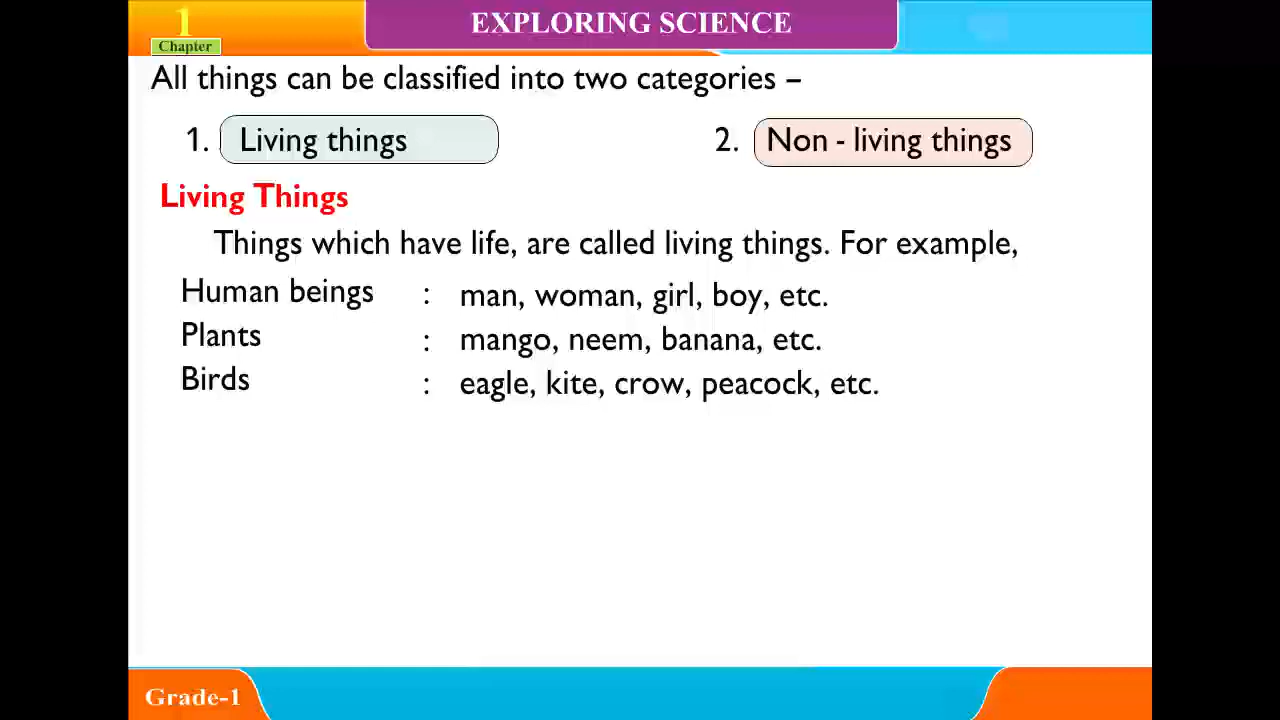 1
Chapter
EXPLORING SCIENCE
All things can be classified into two categories –
1. Living things
2. Non - living things
Living Things
Things which have life, are called living things. For example,
Human beings : man, woman, girl, boy, etc.
Plants : mango, neem, banana, etc.
Birds : eagle, kite, crow, peacock, etc.
Grade-1